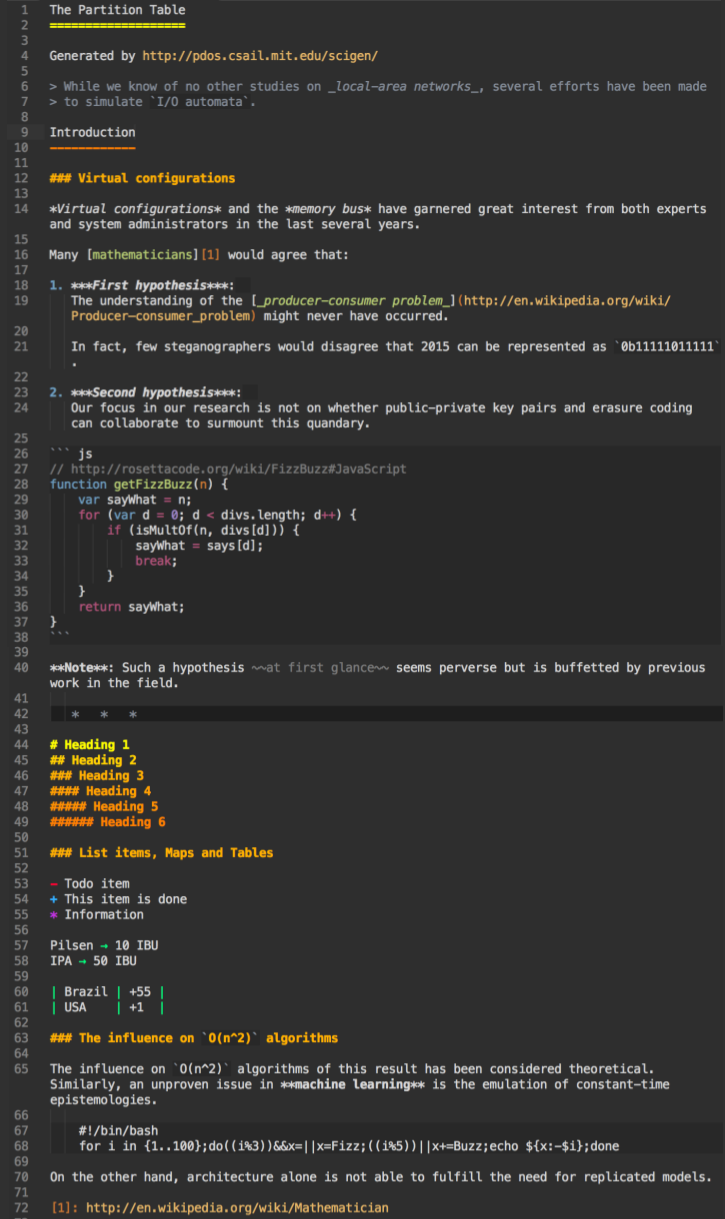 1 The Partition Table
2 ===================
3
4 Generated by http://pdos.csail.mit.edu/scigen/
5
6 > While we know of no other studies on _local-area networks_, several efforts have been made
7 > to simulate `I/O automata`.
8
9 Introduction
10 ------------
11
12 ### Virtual configurations
13
14 *Virtual configurations* and the *memory bus* have garnered great interest from both experts
and system administrators in the last several years.
15
16 Many [mathematicians][1] would agree that:
17
18 1. ***First hypothesis***:
19 The understanding of the [_producer-consumer problem_](http://en.wikipedia.org/wiki/
Producer-consumer_problem) might never have occurred.
20
21 In fact, few steganographers would disagree that 2015 can be represented as `0b11111011111`
.
22
23 2. ***Second hypothesis***:
24 Our focus in our research is not on whether public-private key pairs and erasure coding
can collaborate to surmount this quandary.
25
26 ``` js
27 // http://rosettacode.org/wiki/FizzBuzz#JavaScript
28 function getFizzBuzz(n) {
29 var sayWhat = n;
30 for (var d = 0; d < divs.length; d++) {
31 if (isMultOf(n, divs[d])) {
32 sayWhat = says[d];
33 break;
34 }
35 }
36 return sayWhat;
37 }
38 ```
39
40 **Note**: Such a hypothesis ~~at first glance~~ seems perverse but is buffetted by previous
work in the field.
41
42 * * *
43
44 # Heading 1
45 ## Heading 2
46 ### Heading 3
47 #### Heading 4
48 ##### Heading 5
49 ###### Heading 6
50
51 ### List items, Maps and Tables
52
53 - Todo item
54 + This item is done
55 * Information
56
57 Pilsen → 10 IBU
58 IPA → 50 IBU
59
60 | Brazil | +55 |
61 | USA | +1 |
62
63 ### The influence on `O(n^2)` algorithms
64
65 The influence on `O(n^2)` algorithms of this result has been considered theoretical.
Similarly, an unproven issue in **machine learning** is the emulation of constant-time
epistemologies.
66
67 #!/bin/bash
68 for i in {1..100};do((i%3))&&x=||x=Fizz;((i%5))||x+=Buzz;echo ${x:-$i};done
69
70 On the other hand, architecture alone is not able to fulfill the need for replicated models.
71
72 [1]: http://en.wikipedia.org/wiki/Mathematician